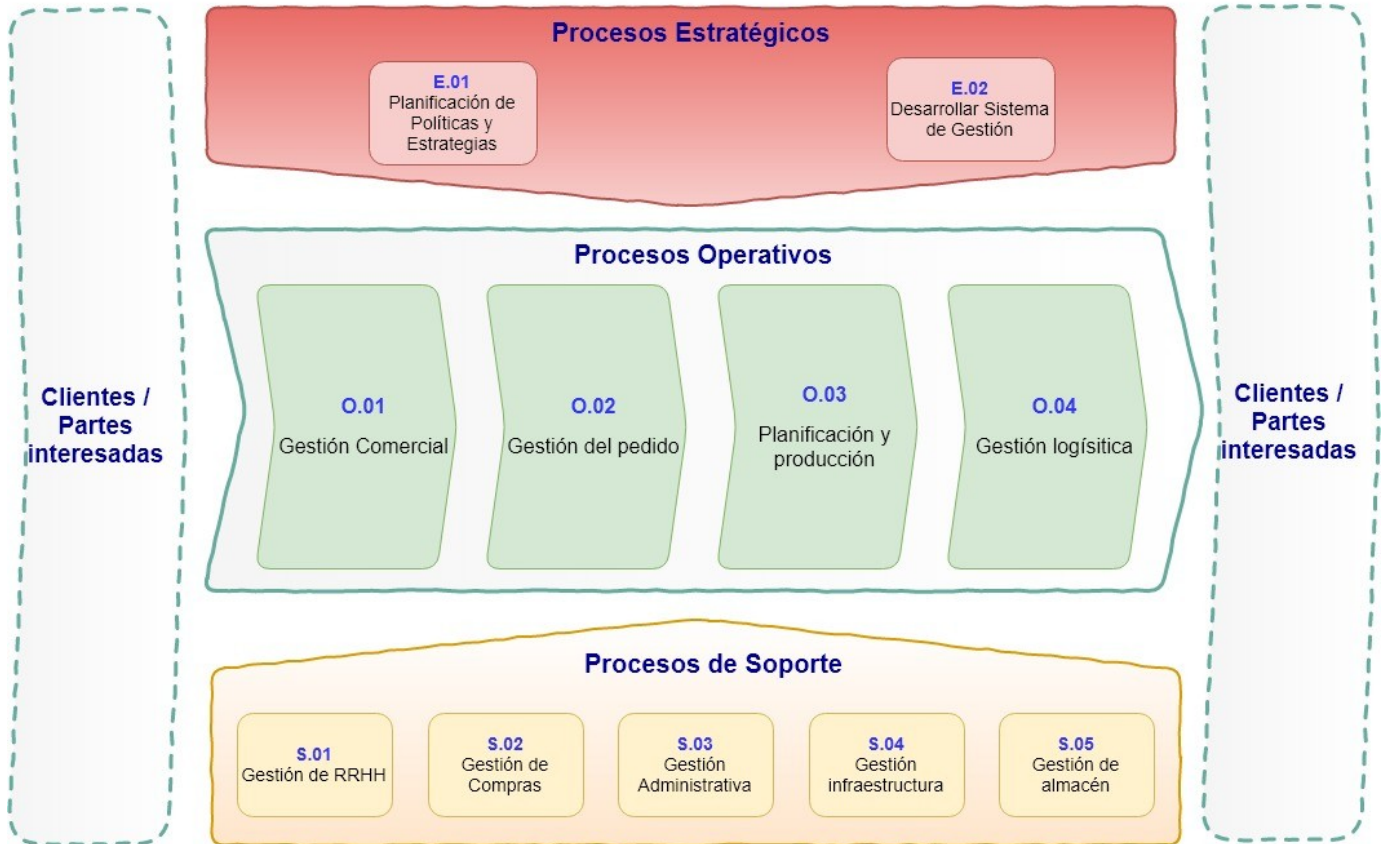 Procesos Estratégicos
E.01
Planificación de
Políticas y
Estrategias
E.02
Desarrollar Sistema
de Gestión
Clientes /
Partes
interesadas
Procesos Operativos
O.01
Gestión Comercial
O.02
Gestión del pedido
O.03
Planificación y
producción
O.04
Gestión logísitica
Clientes /
Partes
interesadas
Procesos de Soporte
S.01
Gestión de RRHH
S.02
Gestión de
Compras
S.03
Gestión
Administrativa
S.04
Gestión
infraestructura
S.05
Gestión de
almacén